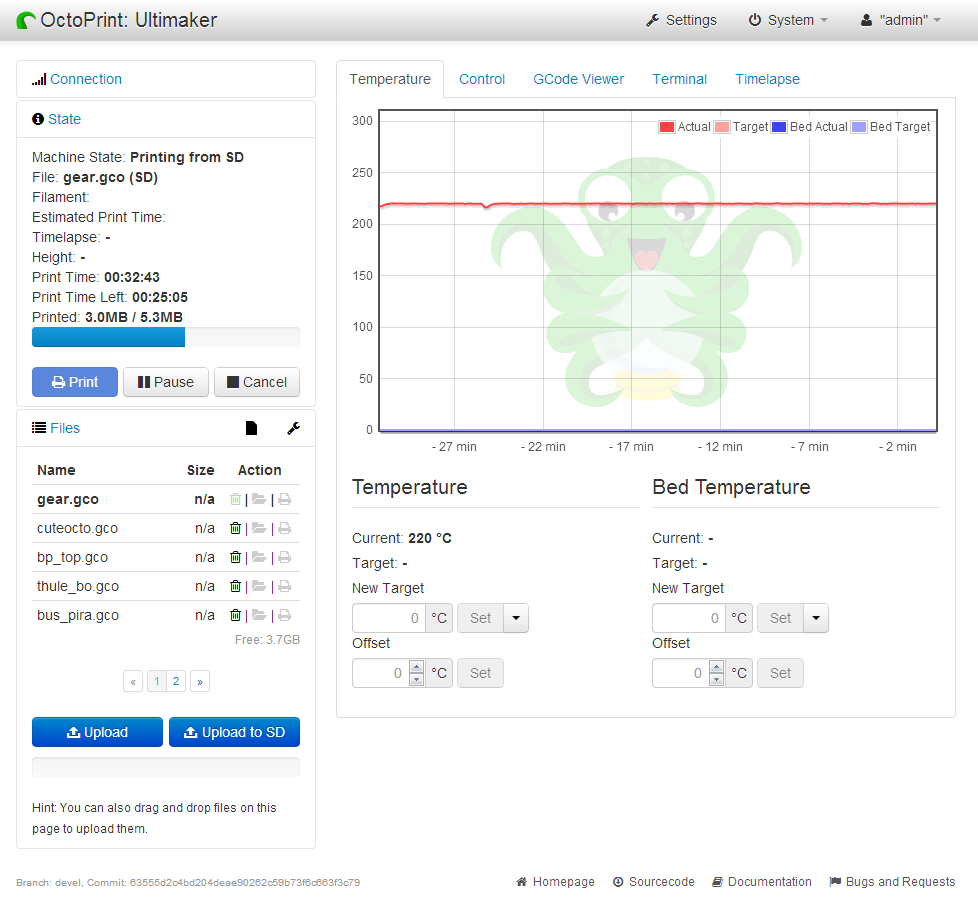 OctoPrint: Ultimaker
Settings System "admin"
Connection
State
Machine State: Printing from SD
File: gear.gco (SD)
Filament:
Estimated Print Time:
Timelapse: -
Height: -
Print Time: 00:32:43
Print Time Left: 00:25:05
Printed: 3.0MB / 5.3MB
Print Pause Cancel
Files
Name Size Action
gear.gco n/a | |
cuteocto.gco n/a | |
bp_top.gco n/a | |
thule_bo.gco n/a | |
bus_pira.gco n/a | |
Free: 3.7GB
« 1 2 »
Upload Upload to SD
Hint: You can also drag and drop files on this
page to upload them.
Temperature Control GCode Viewer Terminal Timelapse
Actual Target Bed Actual Bed Target
300
250
200
150
100
50
0
- 27 min - 22 min - 17 min - 12 min - 7 min - 2 min
Temperature
Current: 220 °C
Target: -
New Target
0 °C Set
Offset
0 °C Set
Bed Temperature
Current: -
Target: -
New Target
0 °C Set
Offset
0 °C Set
Branch: devel, Commit: 63555d2c4bd204deae90262c59b73f6c663f3c79
Homepage Sourcecode Documentation Bugs and Requests